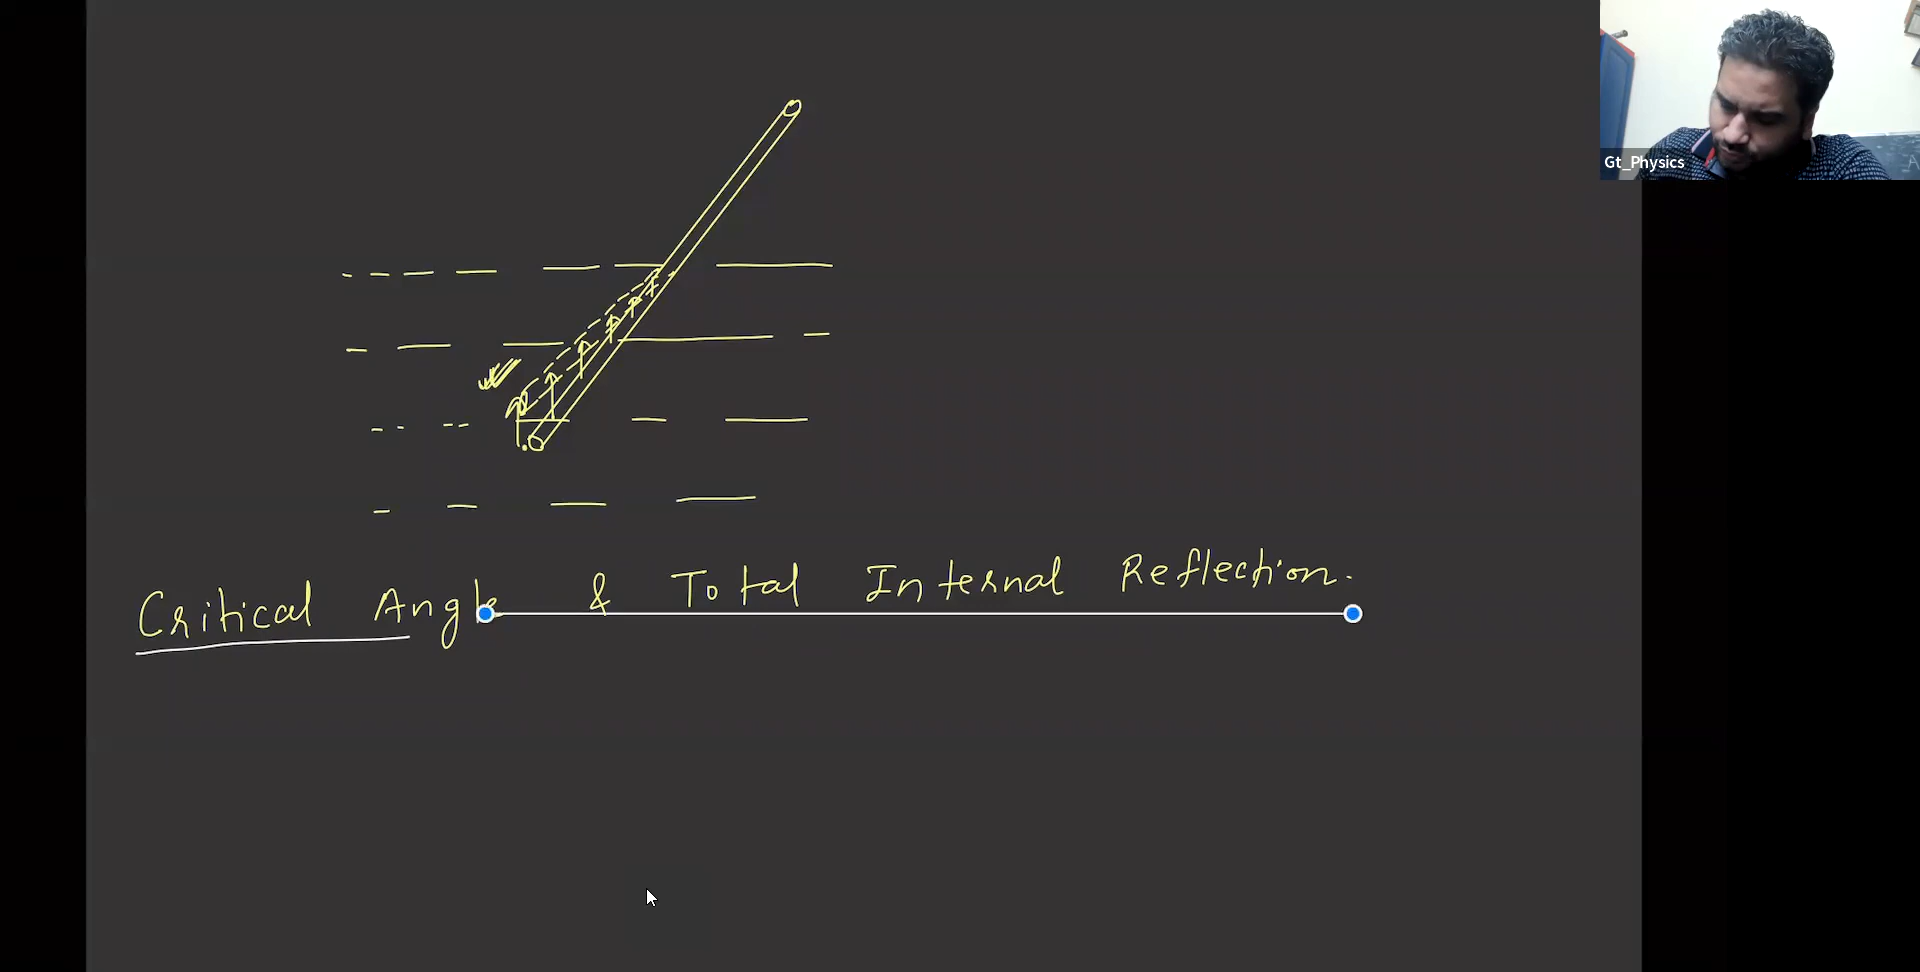 Gt_Physics
Critical Angle & Total Internal Reflection.